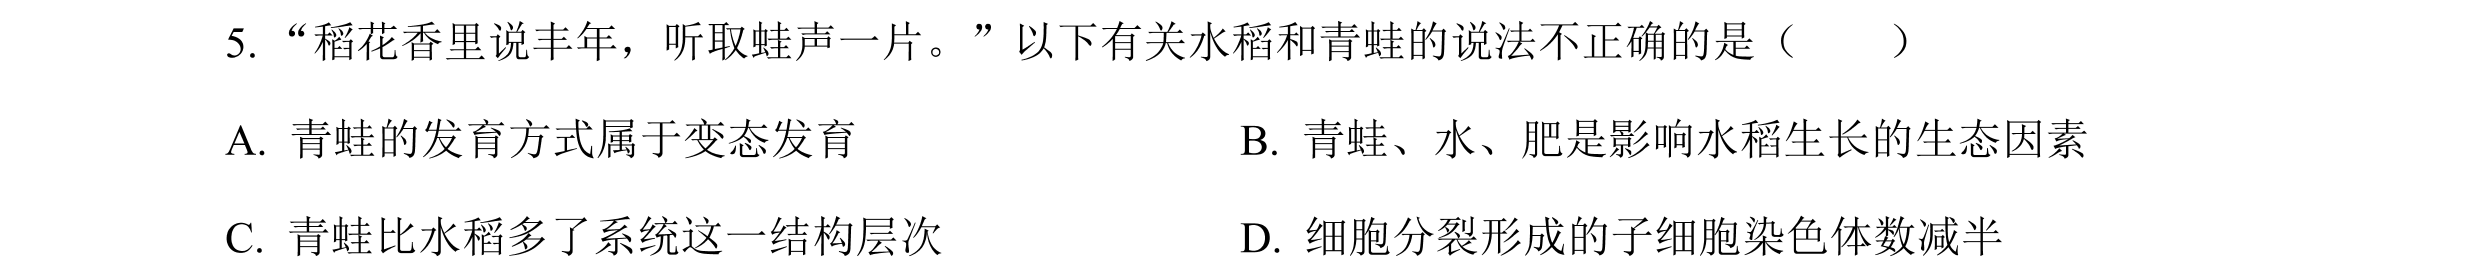 5. “稻花香里说丰年，听取蛙声一片。”以下有关水稻和青蛙的说法不正确的是（　　）
A. 青蛙的发育方式属于变态发育　　B. 青蛙、水、肥是影响水稻生长的生态因素
C. 青蛙比水稻多了系统这一结构层次　　D. 细胞分裂形成的子细胞染色体数减半